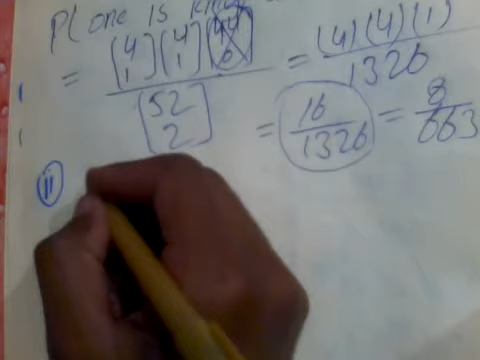 P( one is king
= (4 1)(4 1)(44 0) / (52 2) = (4)(4)(1) / 1326
= 16/1326 = 8/663
ii